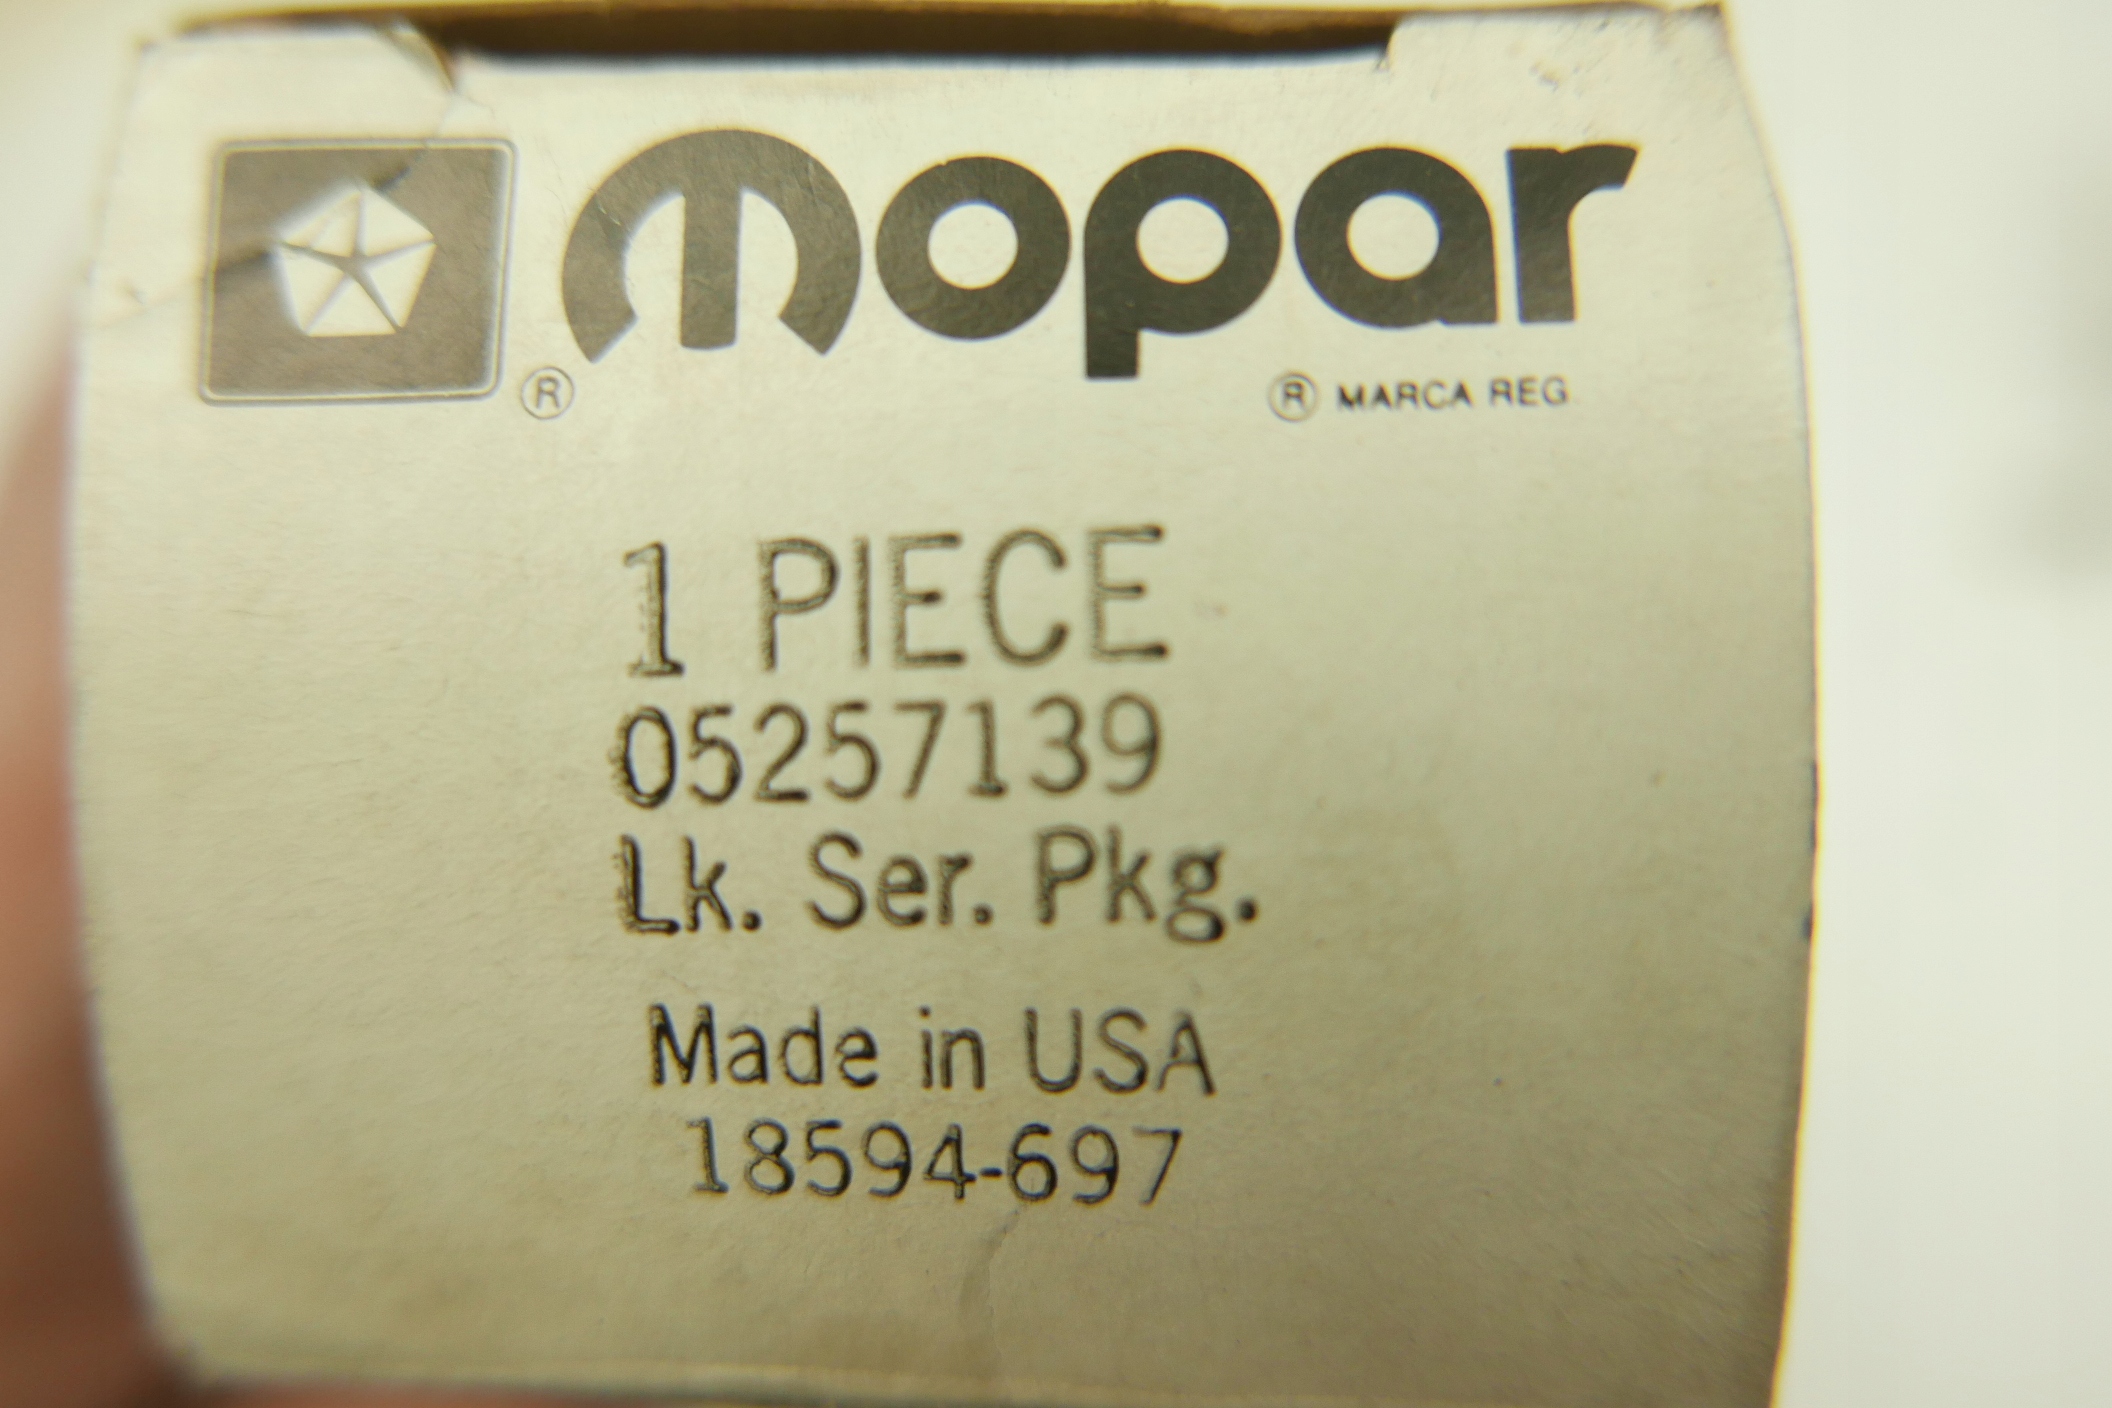 ® mopar
® MARCA REG
1 PIECE
05257139
Lk. Ser. Pkg.
Made in USA
18594-697